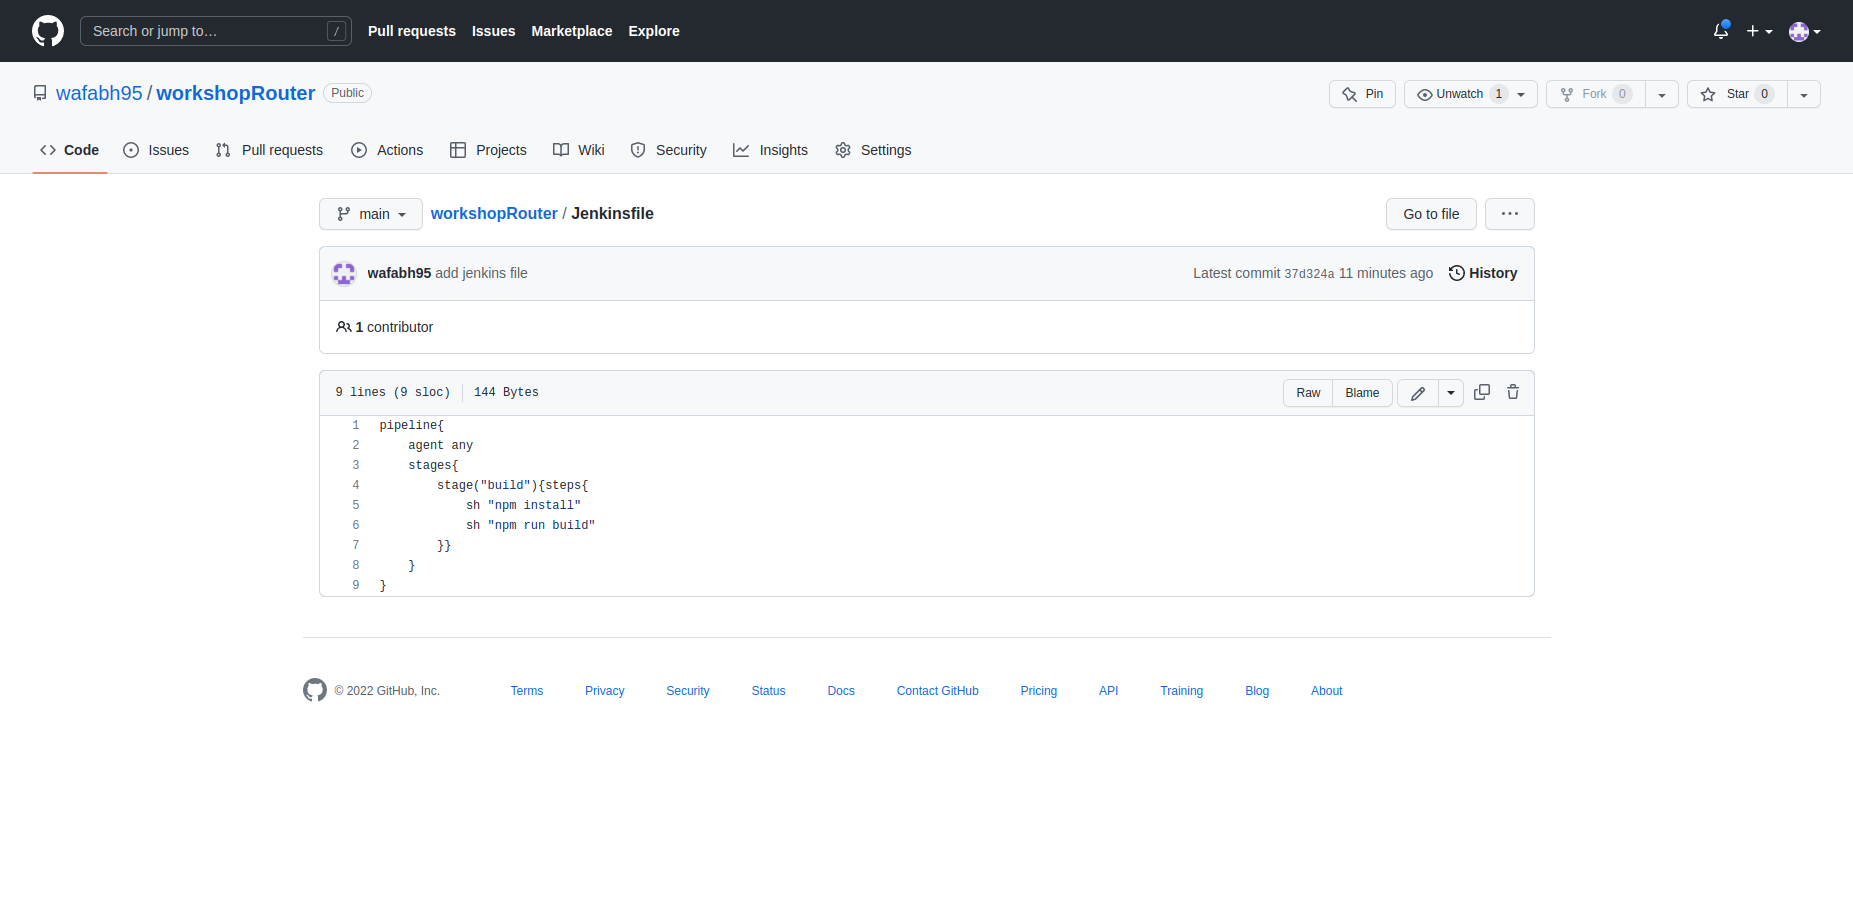 Search or jump to… /
Pull requests Issues Marketplace Explore
wafabh95 / workshopRouter Public
Pin Unwatch 1 Fork 0 Star 0
Code Issues Pull requests Actions Projects Wiki Security Insights Settings
main workshopRouter / Jenkinsfile Go to file ...
wafabh95 add jenkins file Latest commit 37d324a 11 minutes ago History
1 contributor
9 lines (9 sloc) 144 Bytes Raw Blame
1 pipeline{
2     agent any
3     stages{
4         stage("build"){steps{
5             sh "npm install"
6             sh "npm run build"
7         }}
8     }
9 }
© 2022 GitHub, Inc. Terms Privacy Security Status Docs Contact GitHub Pricing API Training Blog About